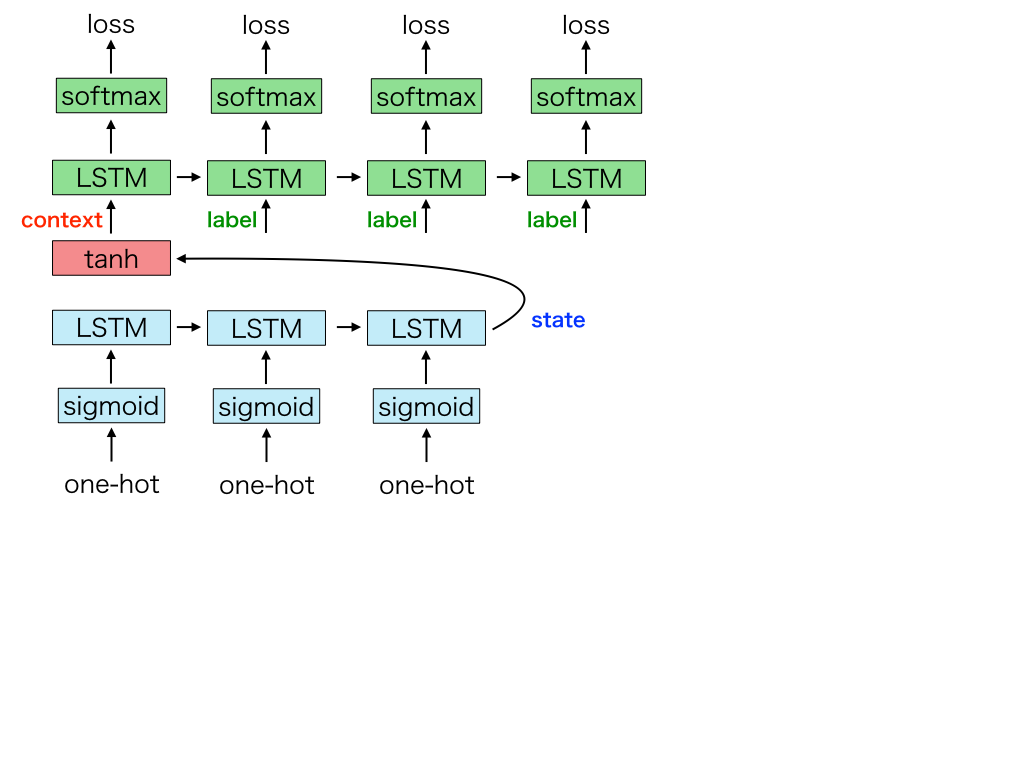 loss loss loss loss
softmax softmax softmax softmax
LSTM LSTM LSTM LSTM
context label label label
tanh
state
LSTM LSTM LSTM
sigmoid sigmoid sigmoid
one-hot one-hot one-hot